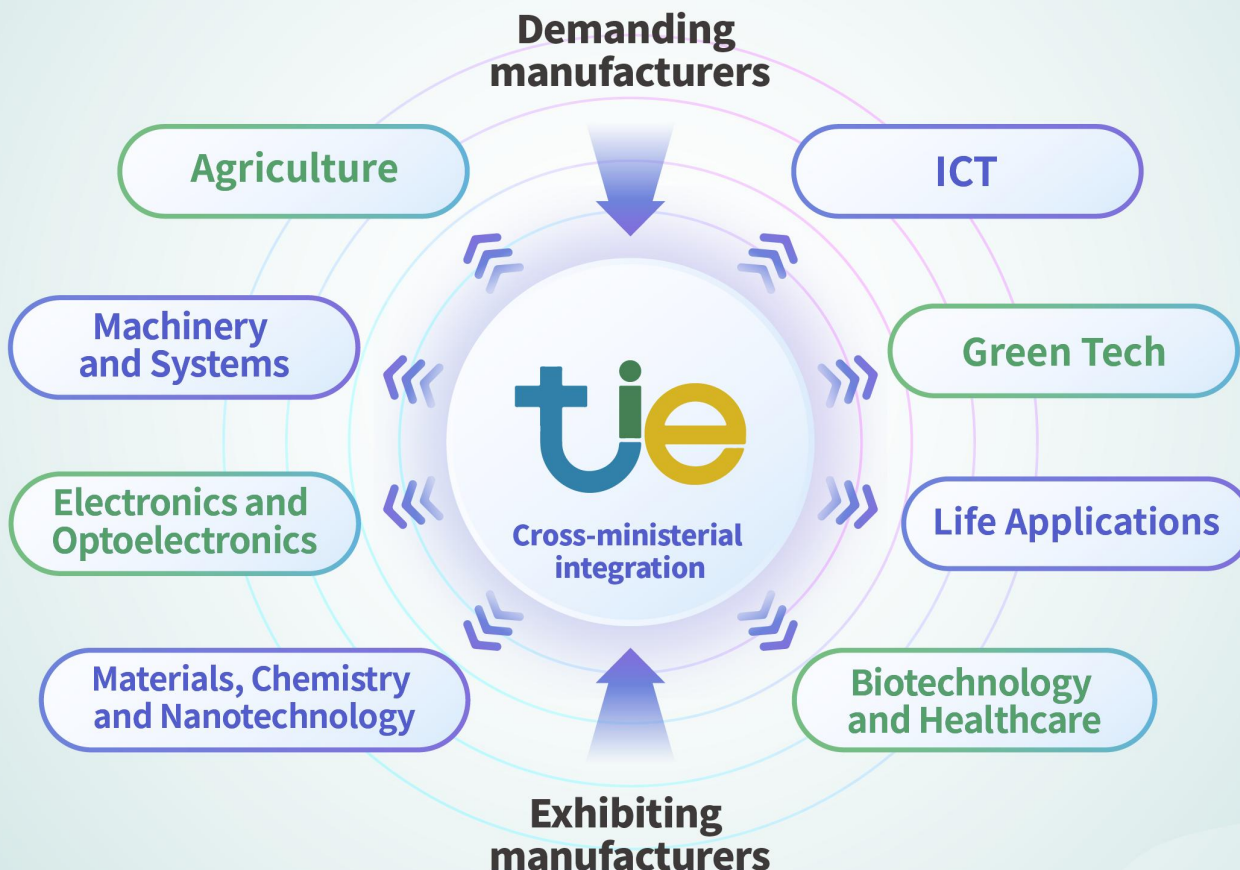 Demanding
manufacturers
Agriculture
ICT
Machinery
and Systems
Green Tech
tie
Cross-ministerial
integration
Electronics and
Optoelectronics
Life Applications
Materials, Chemistry
and Nanotechnology
Biotechnology
and Healthcare
Exhibiting
manufacturers